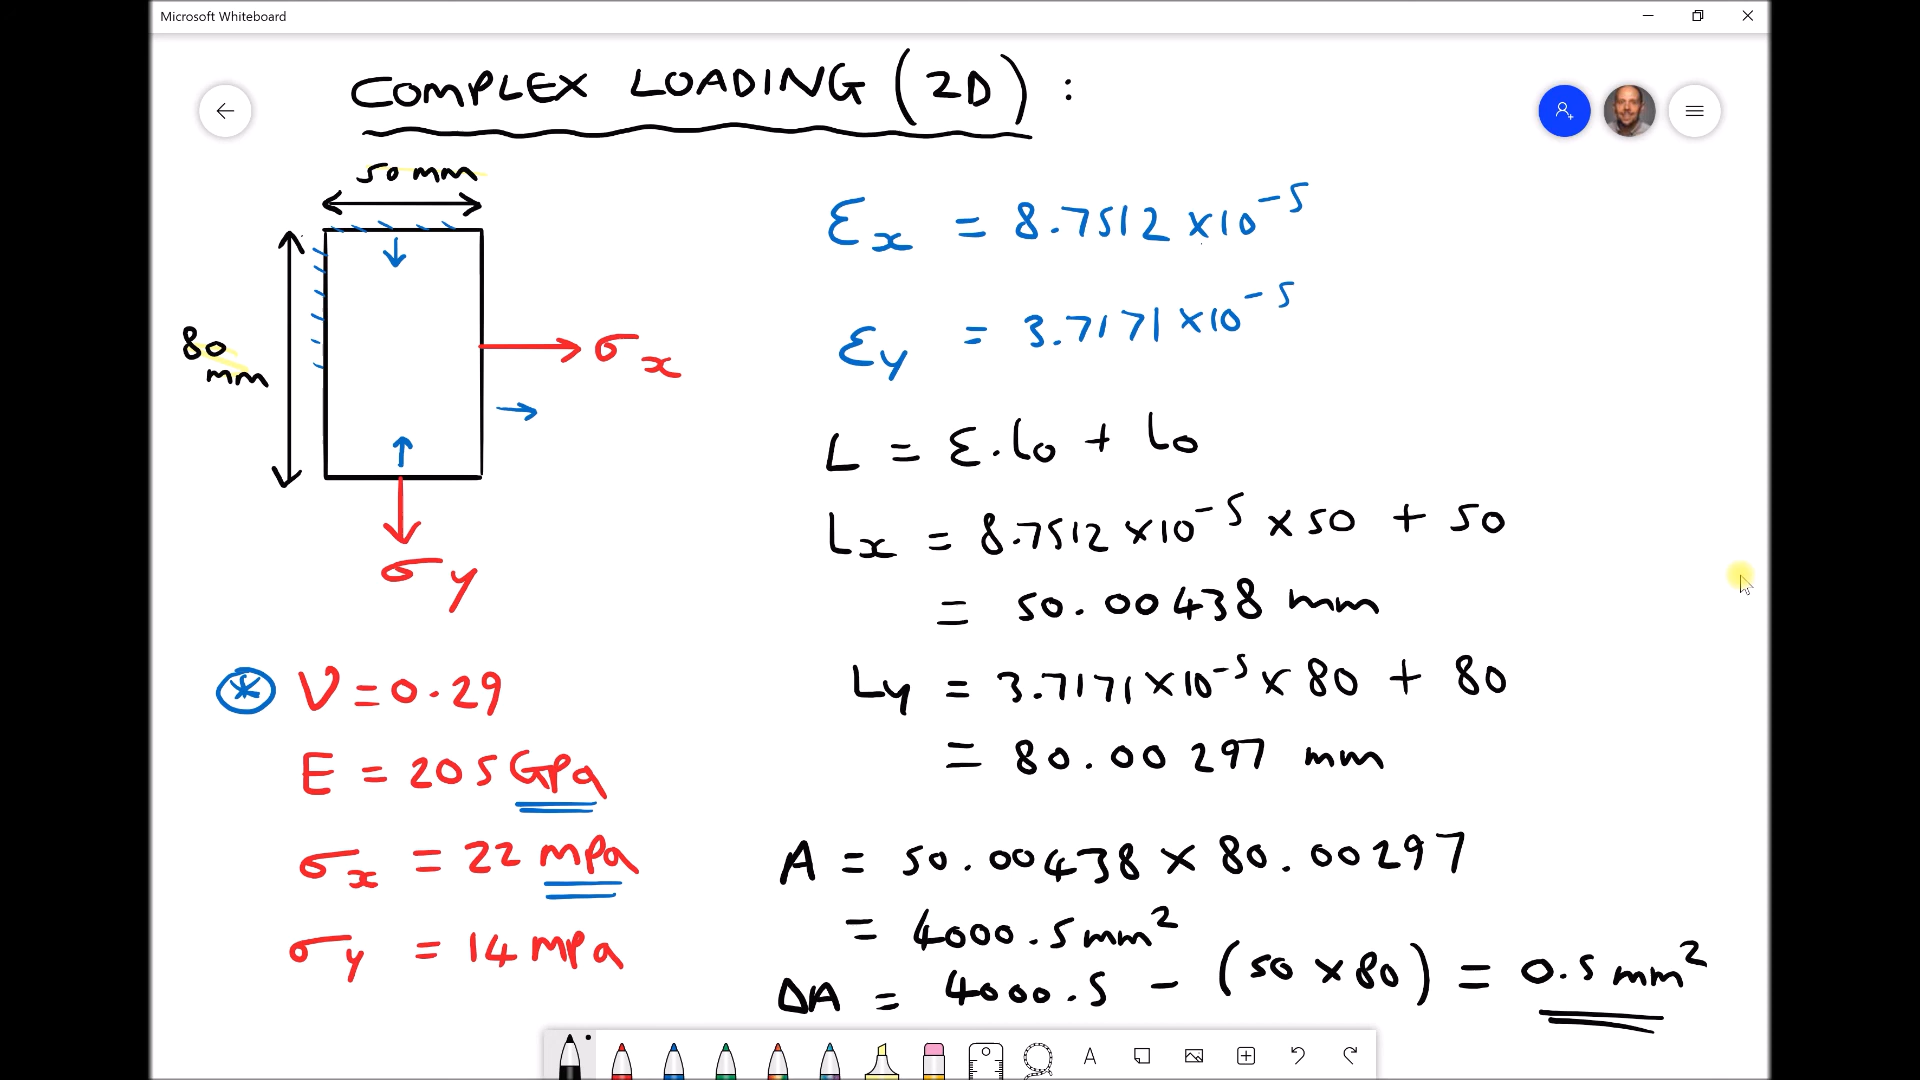 Microsoft Whiteboard
COMPLEX LOADING (2D) :
50 mm
80
mm
σx
σy
εx = 8.7512 x10⁻⁵
εy = 3.7171 x10⁻⁵
L = ε.Lo + Lo
Lx = 8.7512 x10⁻⁵ x 50 + 50
= 50.00438 mm
Ly = 3.7171 x10⁻⁵ x 80 + 80
= 80.00297 mm
* ν = 0.29
E = 205 GPa
σx = 22 mPa
σy = 14 mPa
A = 50.00438 x 80.00297
= 4000.5 mm²
ΔA = 4000.5 - (50 x 80) = 0.5 mm²
A